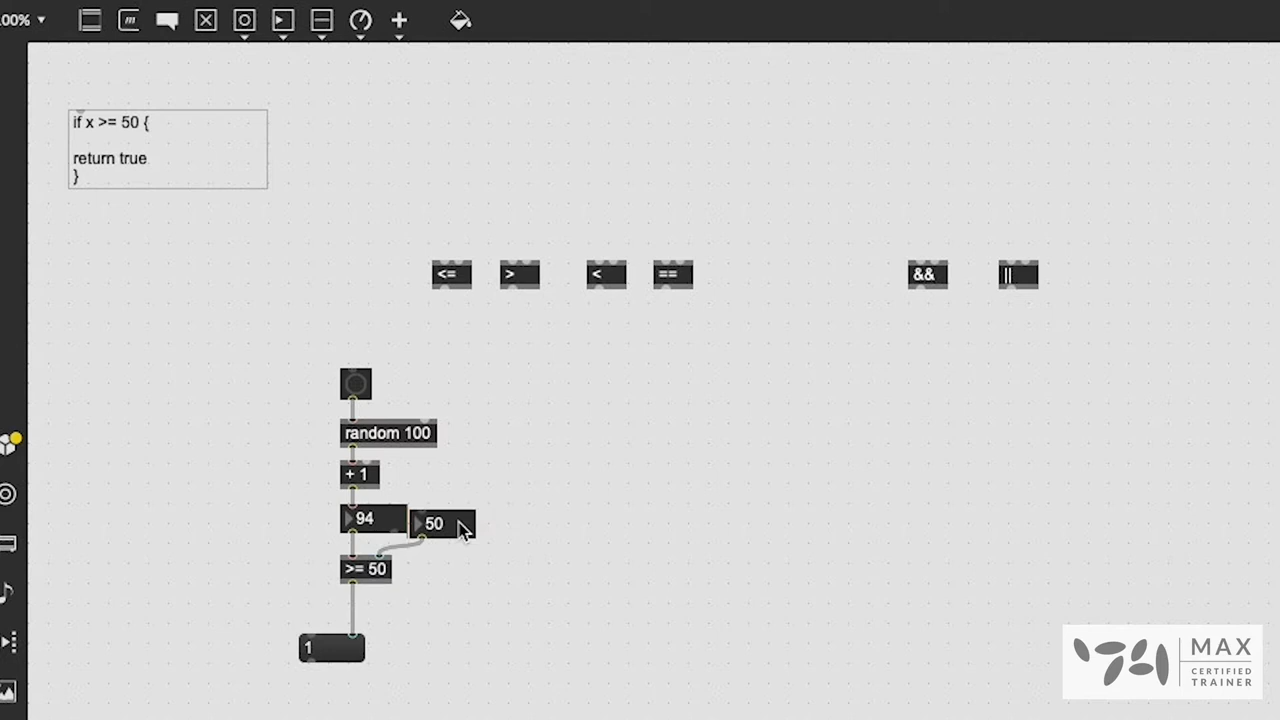 00%
if x >= 50 {
return true
}
<= > < == && ||
random 100
+ 1
94 50
>= 50
1
MAX
CERTIFIED
TRAINER